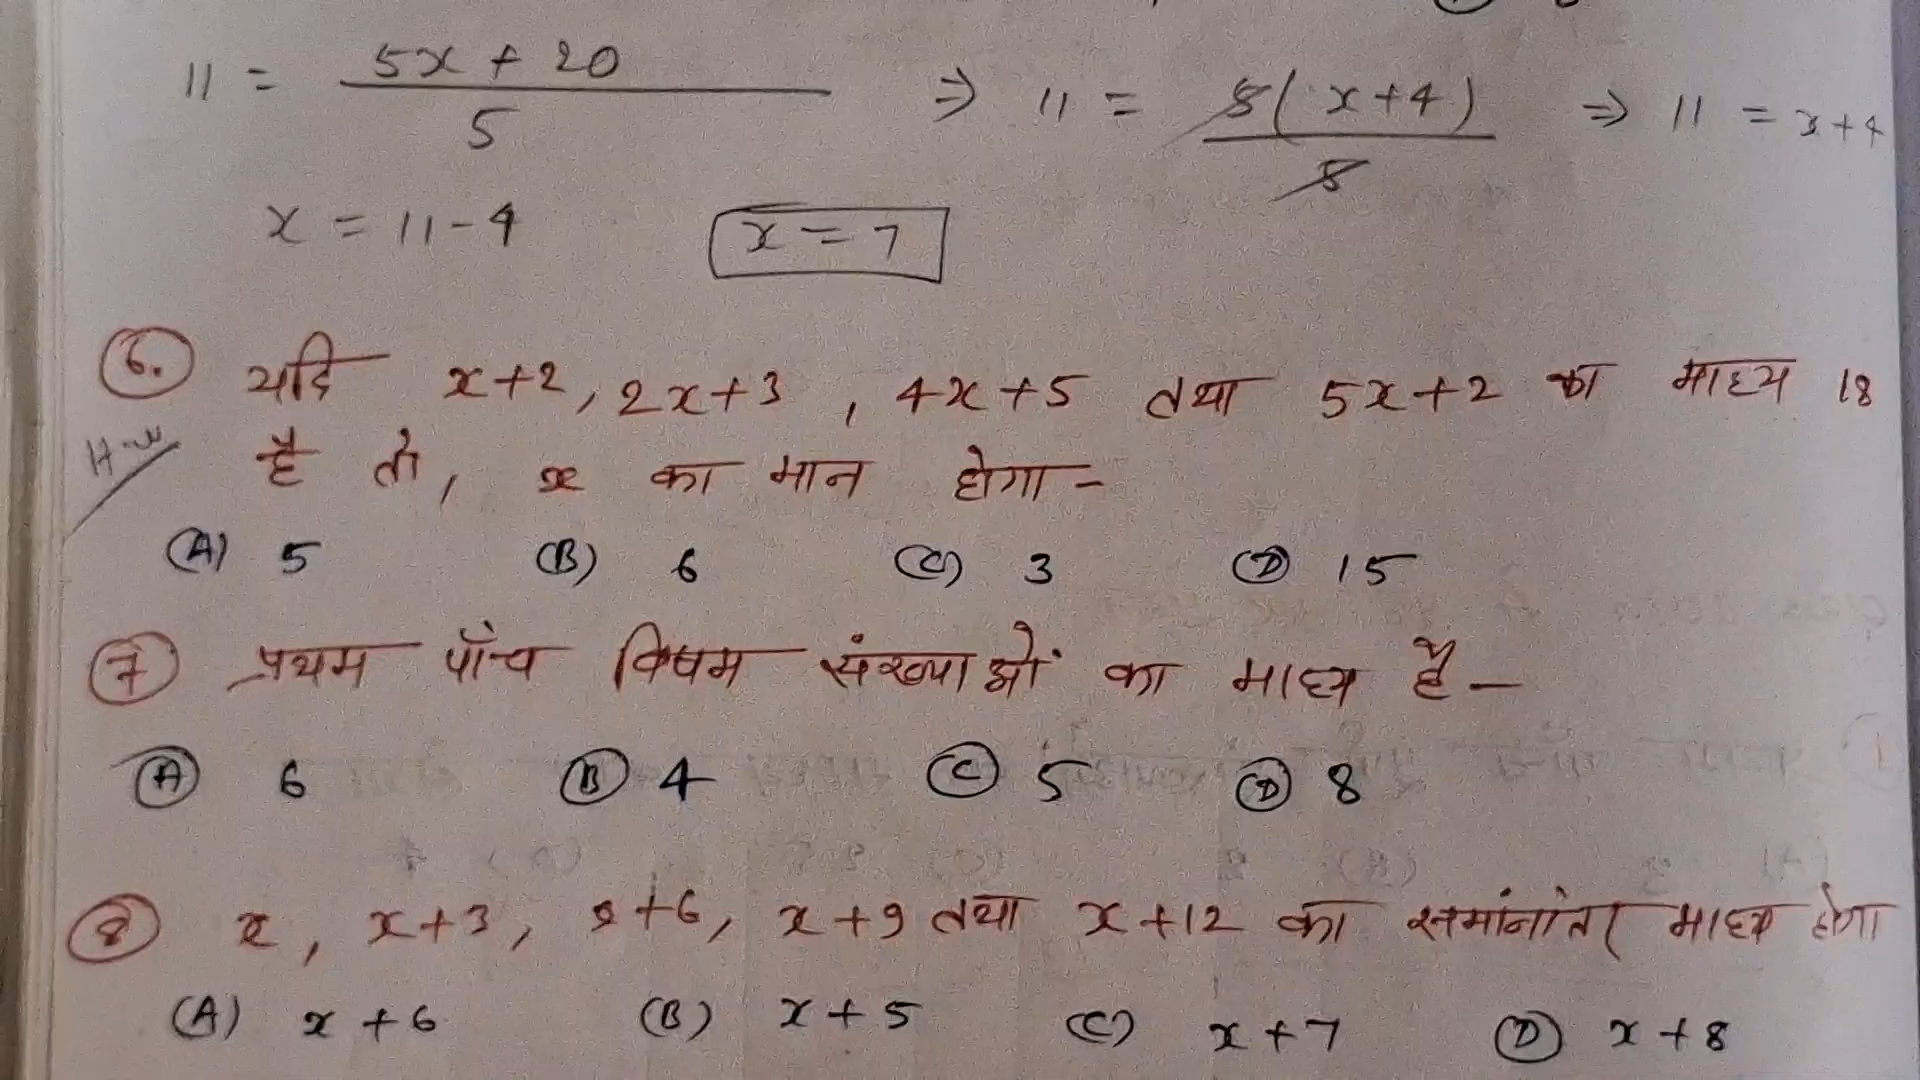 11 = 5x + 20 / 5 ⇒ 11 = 5(x+4) / 5 ⇒ 11 = x+4
x = 11-4 x = 7
6. यदि x+2, 2x+3, 4x+5 तथा 5x+2 का माध्य 18
H.w है तो, x का मान होगा-
(A) 5 (B) 6 (C) 3 (D) 15
7 प्रथम पाँच विषम संख्याओं का माध्य है-
(A) 6 (B) 4 (C) 5 (D) 8
8 x, x+3, x+6, x+9 तथा x+12 का समांनांतर माध्य होगा
(A) x+6 (B) x+5 (C) x+7 (D) x+8